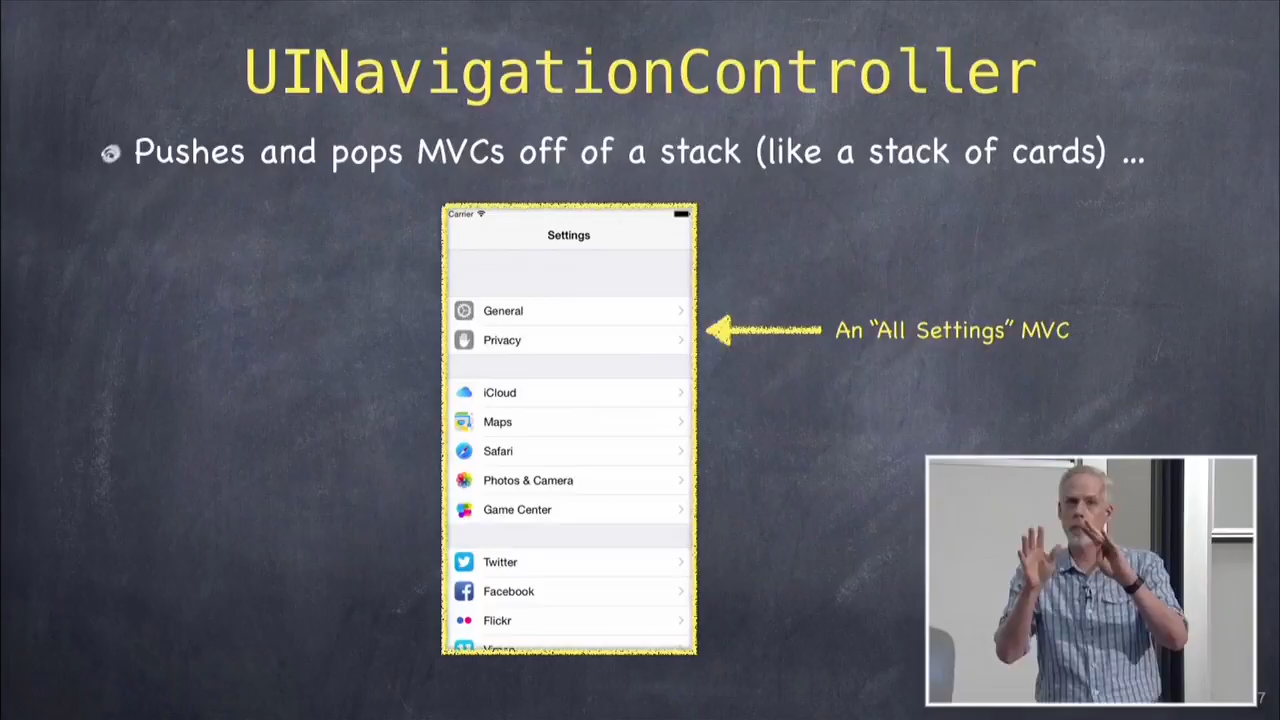 UINavigationController
Pushes and pops MVCs off of a stack (like a stack of cards) ...
Carrier
Settings
General
Privacy
An “All Settings” MVC
iCloud
Maps
Safari
Photos & Camera
Game Center
Twitter
Facebook
Flickr
7